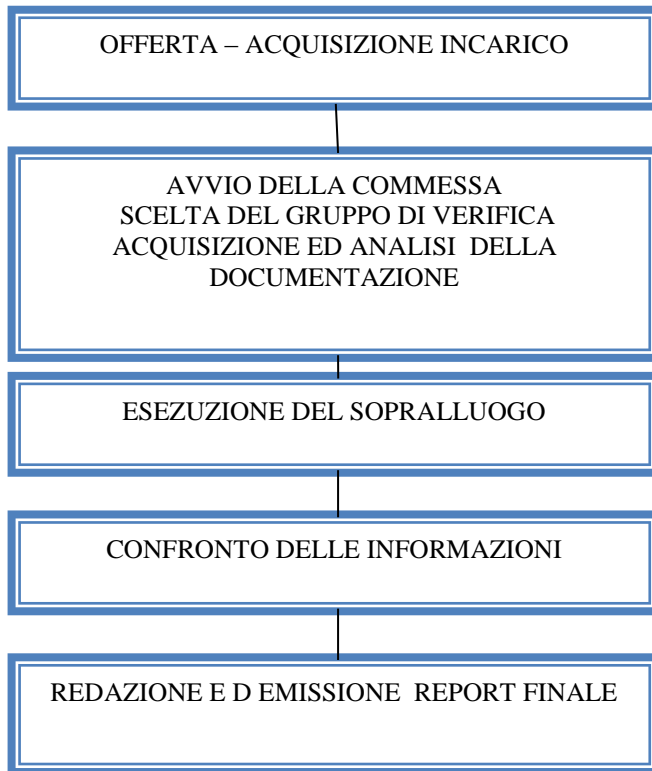 OFFERTA – ACQUISIZIONE INCARICO
AVVIO DELLA COMMESSA
SCELTA DEL GRUPPO DI VERIFICA
ACQUISIZIONE ED ANALISI DELLA
DOCUMENTAZIONE
ESEZUZIONE DEL SOPRALLUOGO
CONFRONTO DELLE INFORMAZIONI
REDAZIONE E D EMISSIONE REPORT FINALE